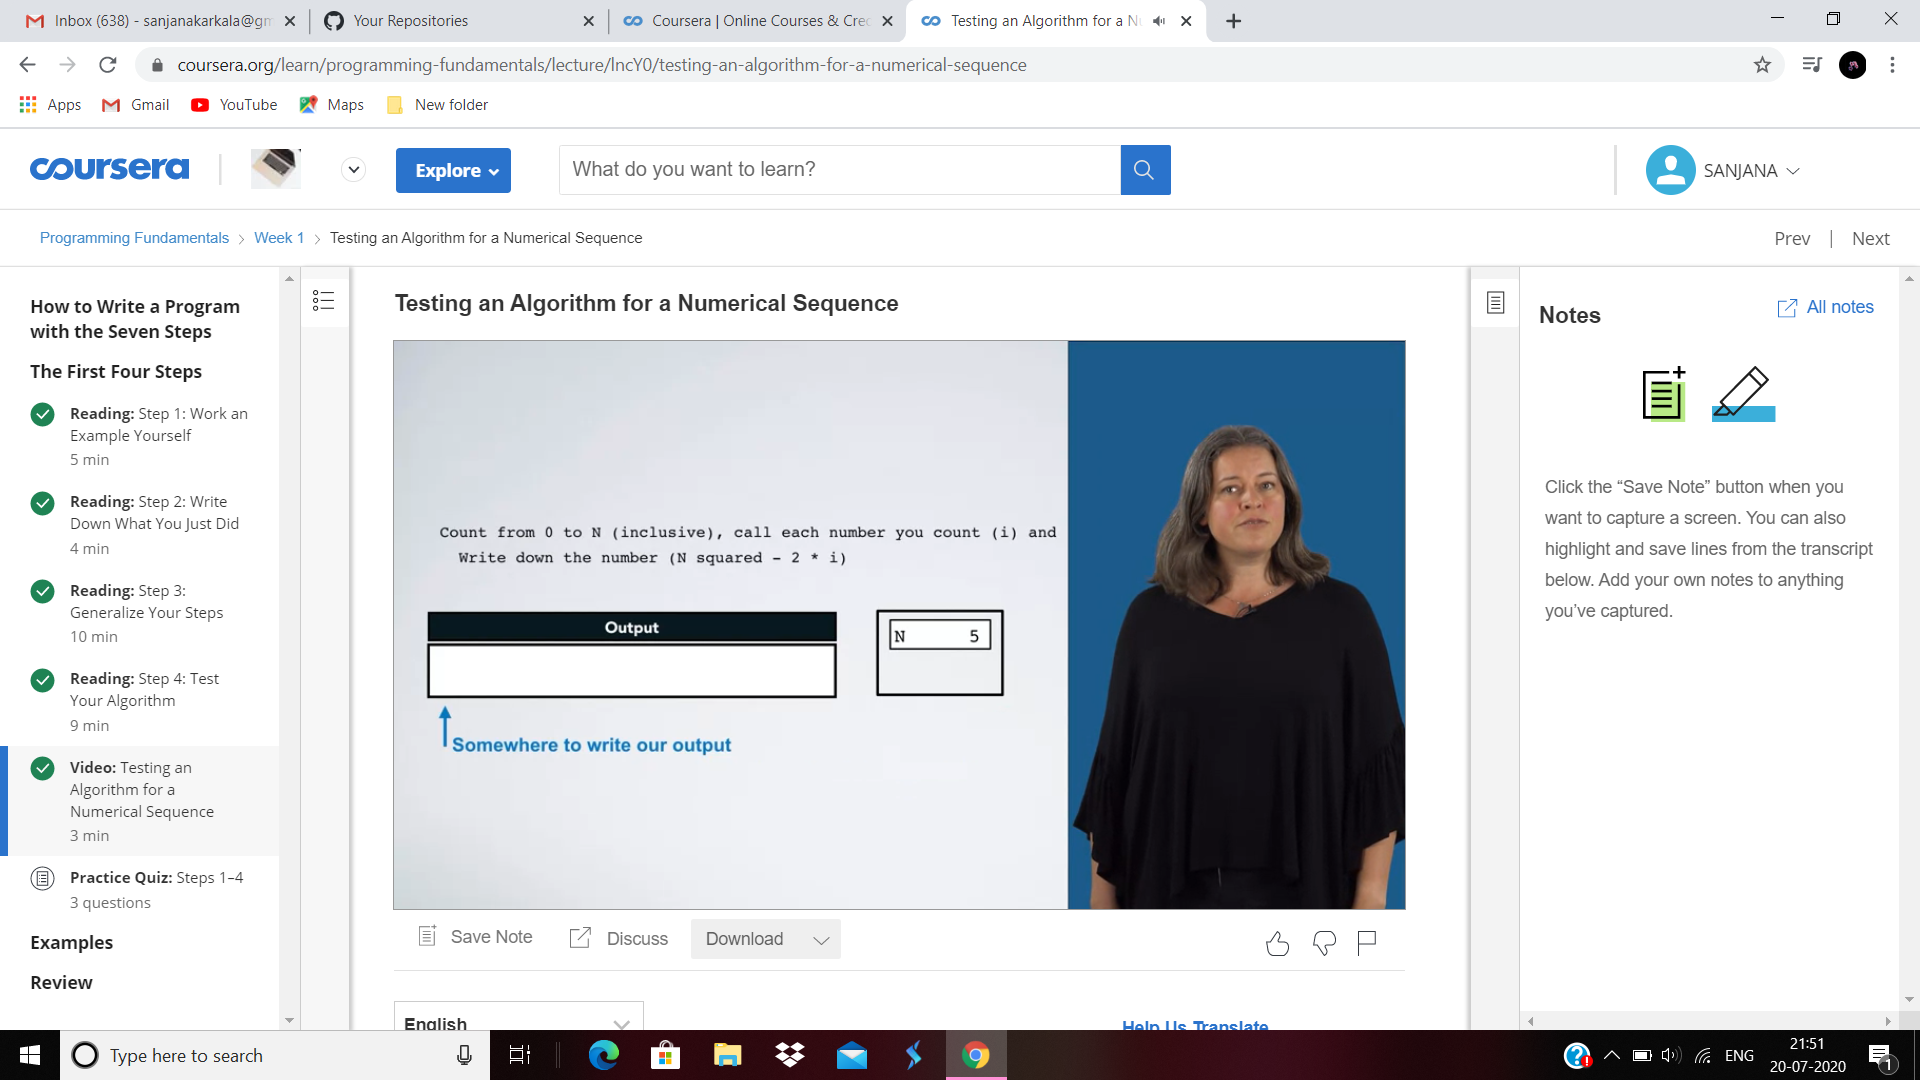 Inbox (638) - sanjanakarkala@gm
Your Repositories
Coursera | Online Courses & Cred
Testing an Algorithm for a Nu
coursera.org/learn/programming-fundamentals/lecture/lncY0/testing-an-algorithm-for-a-numerical-sequence
Apps
Gmail
YouTube
Maps
New folder
coursera
Explore
What do you want to learn?
SANJANA
Programming Fundamentals
Week 1
Testing an Algorithm for a Numerical Sequence
Prev
Next
How to Write a Program
with the Seven Steps
The First Four Steps
Reading: Step 1: Work an
Example Yourself
5 min
Reading: Step 2: Write
Down What You Just Did
4 min
Reading: Step 3:
Generalize Your Steps
10 min
Reading: Step 4: Test
Your Algorithm
9 min
Video: Testing an
Algorithm for a
Numerical Sequence
3 min
Practice Quiz: Steps 1–4
3 questions
Examples
Review
Testing an Algorithm for a Numerical Sequence
Count from 0 to N (inclusive), call each number you count (i) and
Write down the number (N squared - 2 * i)
Output
N 5
Somewhere to write our output
Save Note
Discuss
Download
English
Help Us Translate
Notes
All notes
Click the “Save Note” button when you
want to capture a screen. You can also
highlight and save lines from the transcript
below. Add your own notes to anything
you’ve captured.
Type here to search
ENG
21:51
20-07-2020
1